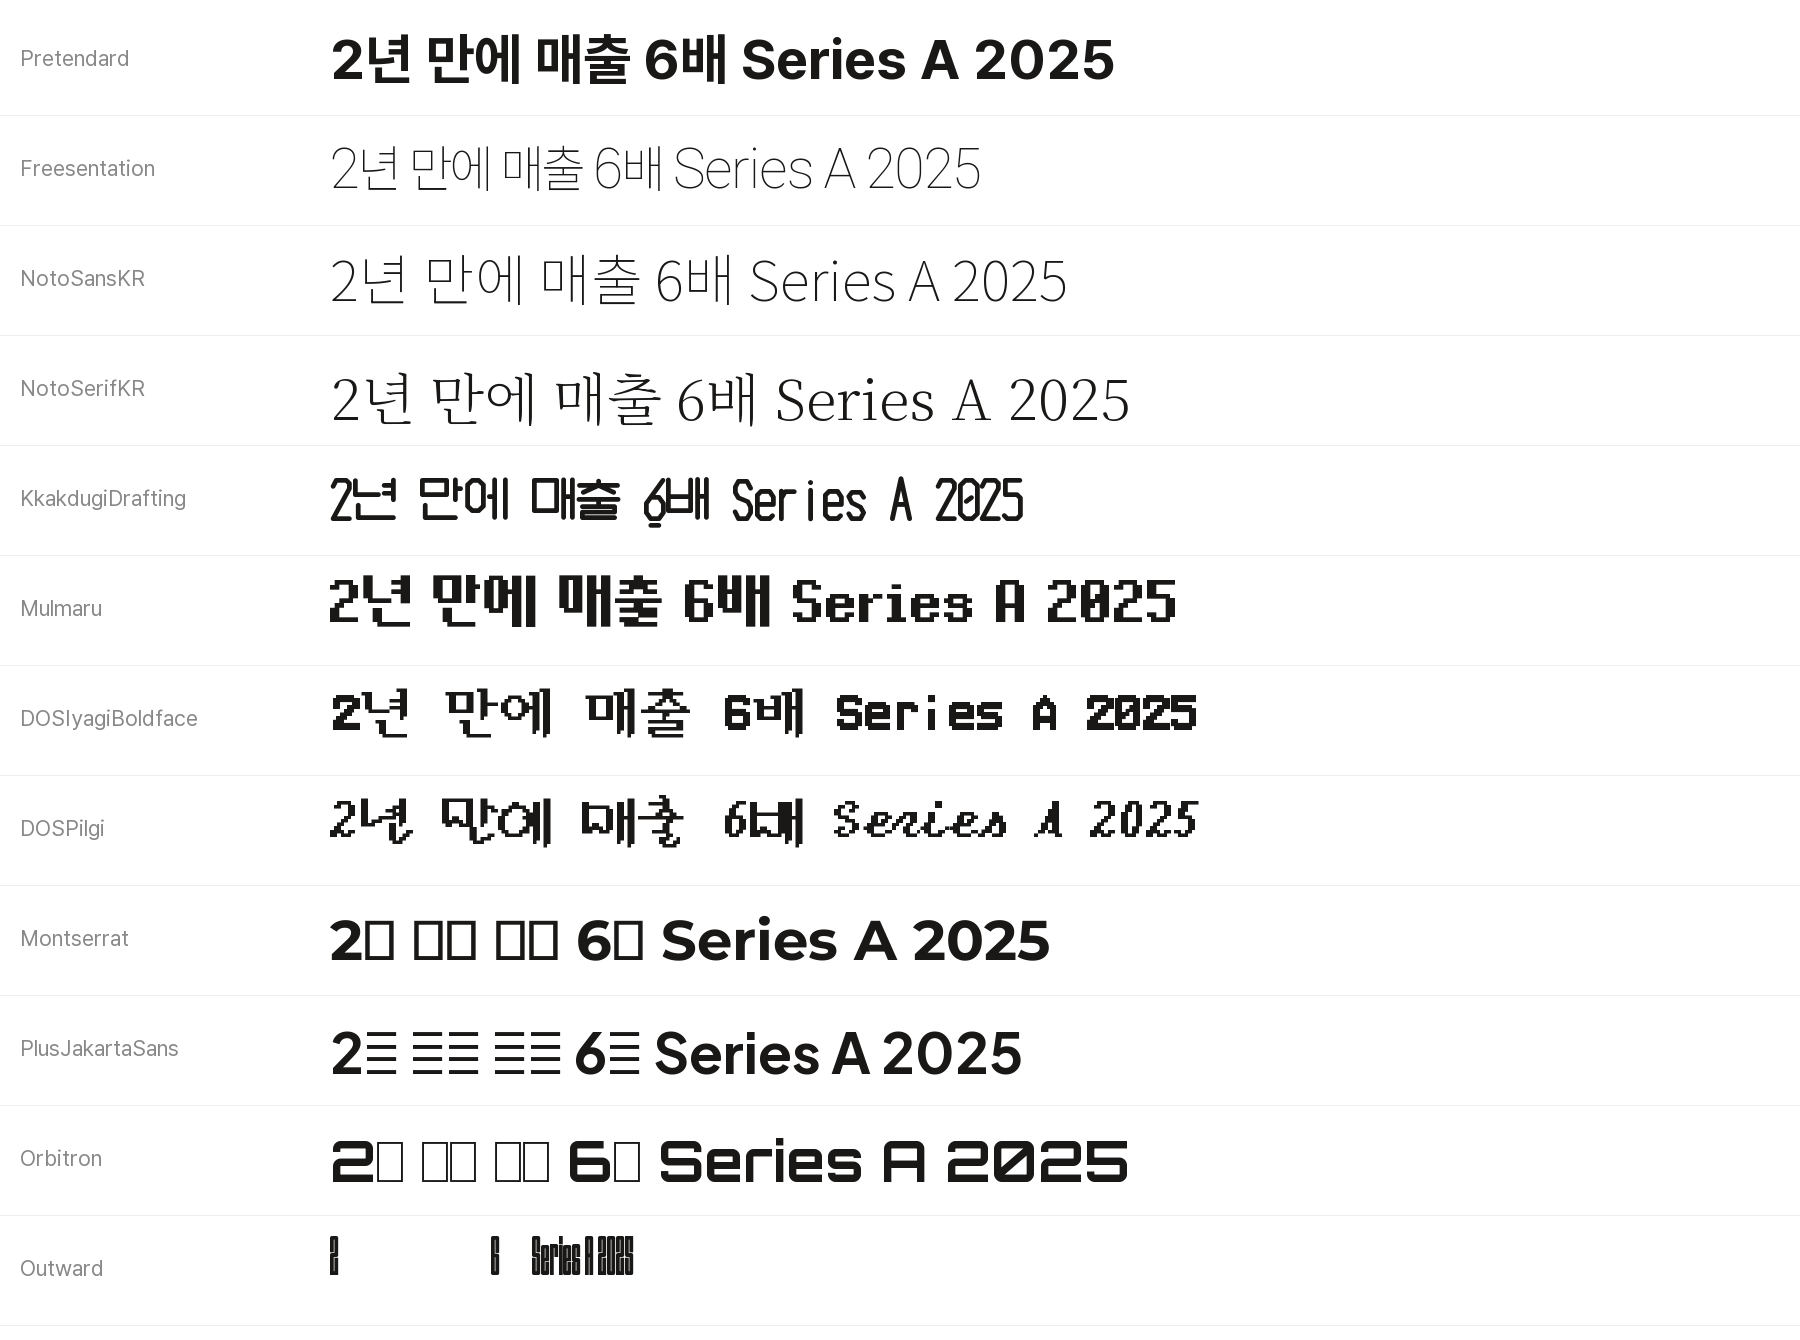 Pretendard 2년 만에 매출 6배 Series A 2025
Freesentation 2년 만에 매출 6배 Series A 2025
NotoSansKR 2년 만에 매출 6배 Series A 2025
NotoSerifKR 2년 만에 매출 6배 Series A 2025
KkakdugiDrafting 2년 만에 매출 6배 Series A 2025
Mulmaru 2년 만에 매출 6배 Series A 2025
DOSIyagiBoldface 2년 만에 매출 6배 Series A 2025
DOSPilgi 2년 만에 매출 6배 Series A 2025
Montserrat 2□ □□ □□ 6□ Series A 2025
PlusJakartaSans 2𝌆 𝌆𝌆 𝌆𝌆 6𝌆 Series A 2025
Orbitron 2□ □□ □□ 6□ Series A 2025
Outward 2 6 Series A 2025